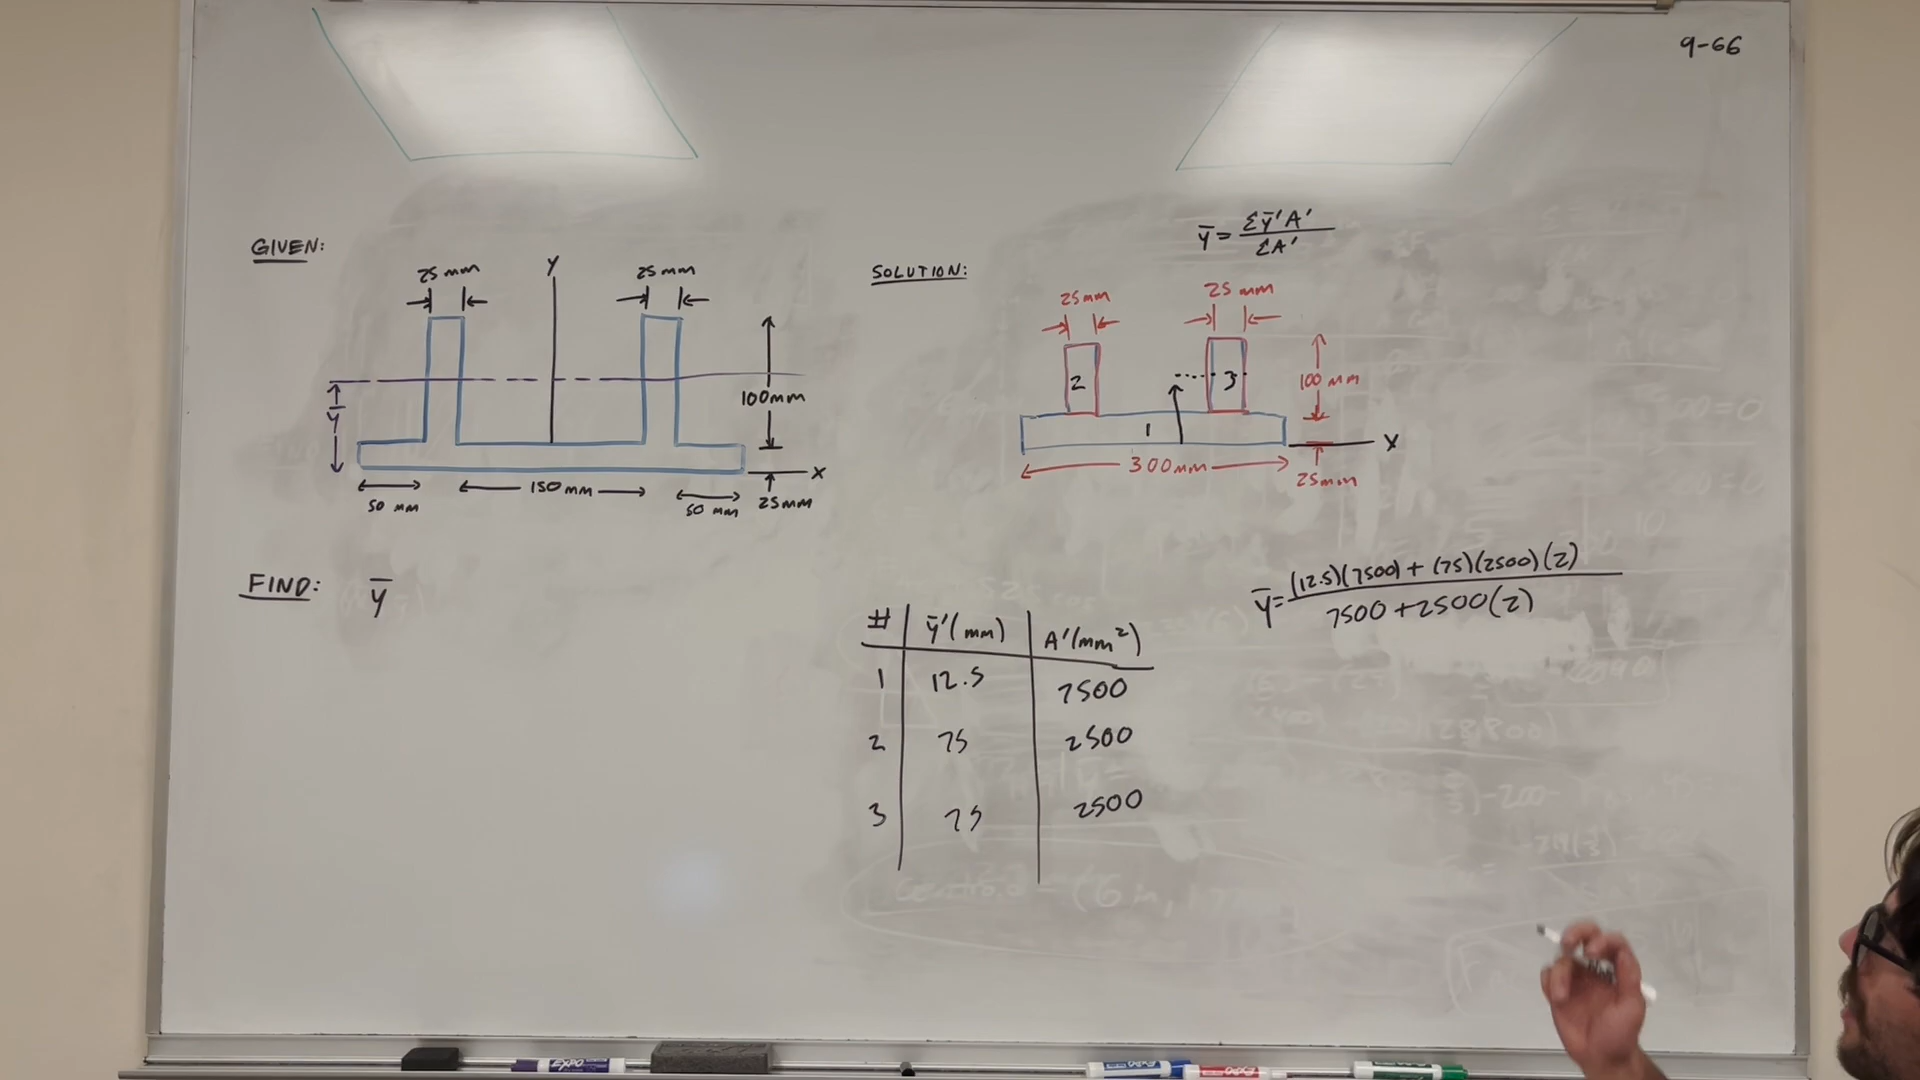 9-66
GIVEN:
25 mm
Y
25 mm
ȳ
100mm
X
50 mm
150mm
50 mm
25mm
FIND: ȳ
SOLUTION:
ȳ = Σȳ'A' / ΣA'
25mm
25 mm
2
3
100 mm
1
X
300mm
25mm
# ȳ'(mm) A'(mm²)
1 12.5 7500
2 75 2500
3 75 2500
ȳ = (12.5)(7500) + (75)(2500)(2) / 7500 + 2500(2)
EXPO